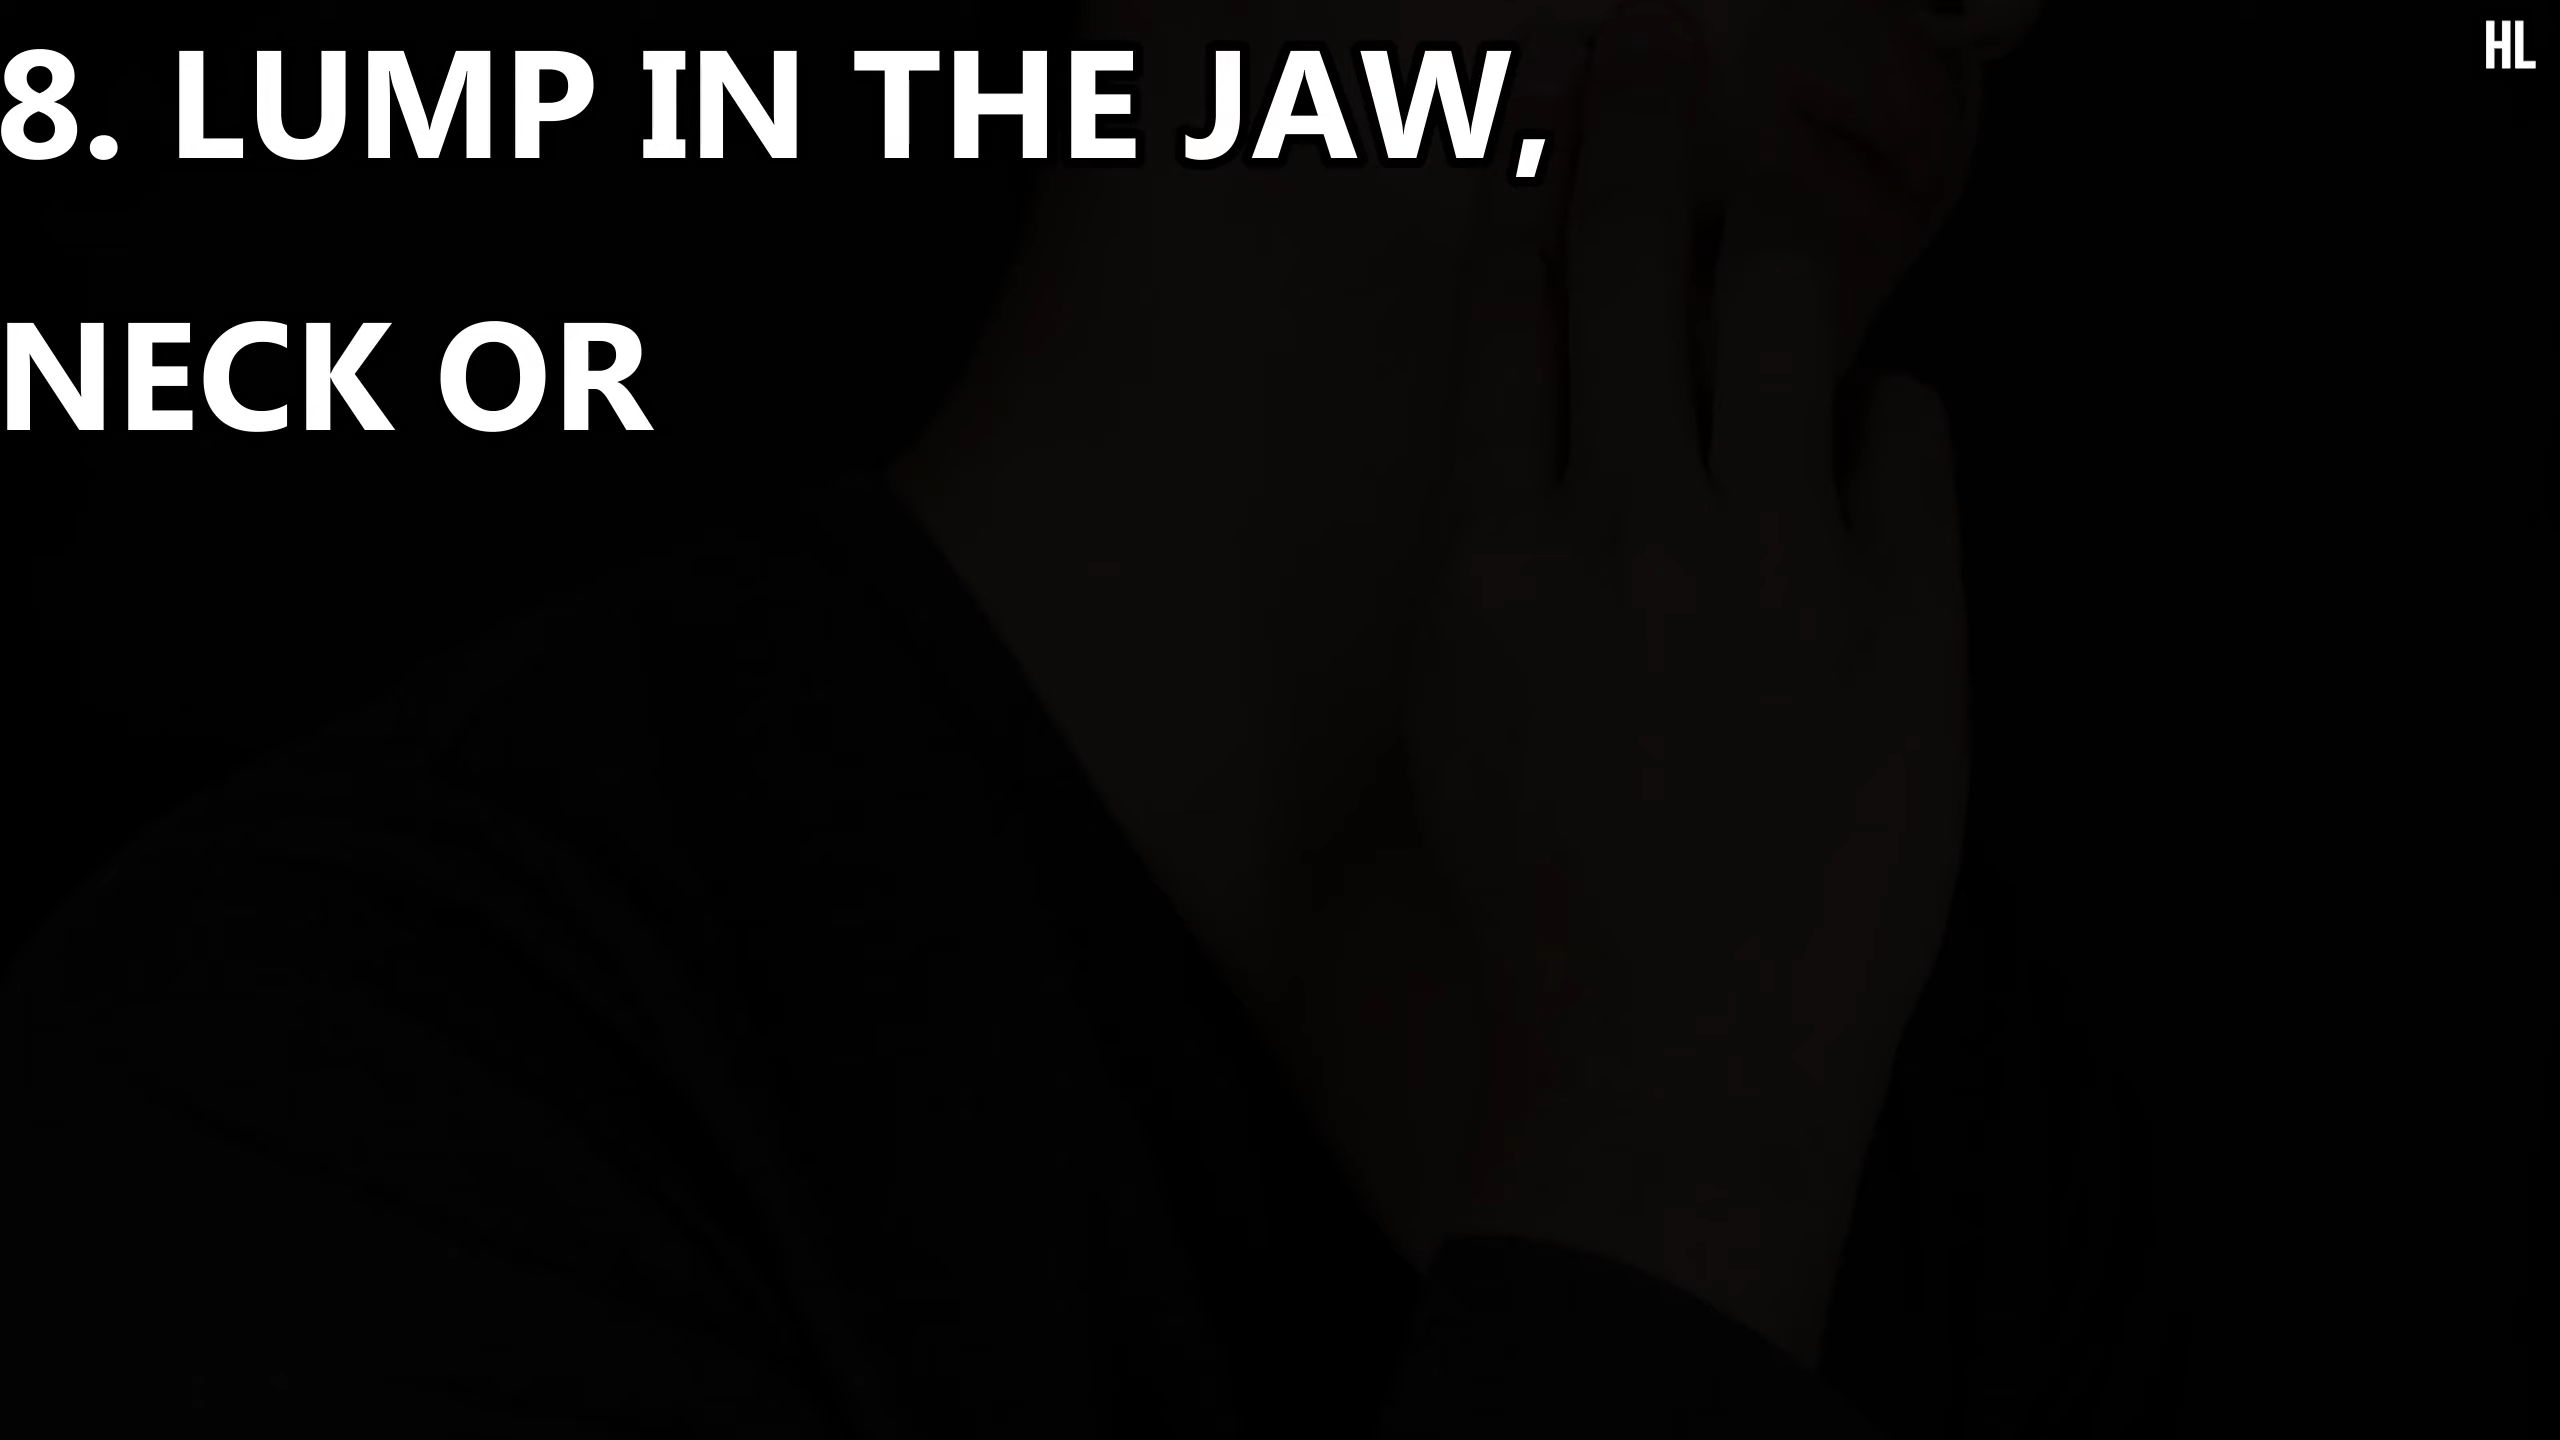 8. LUMP IN THE JAW,
HL
NECK OR